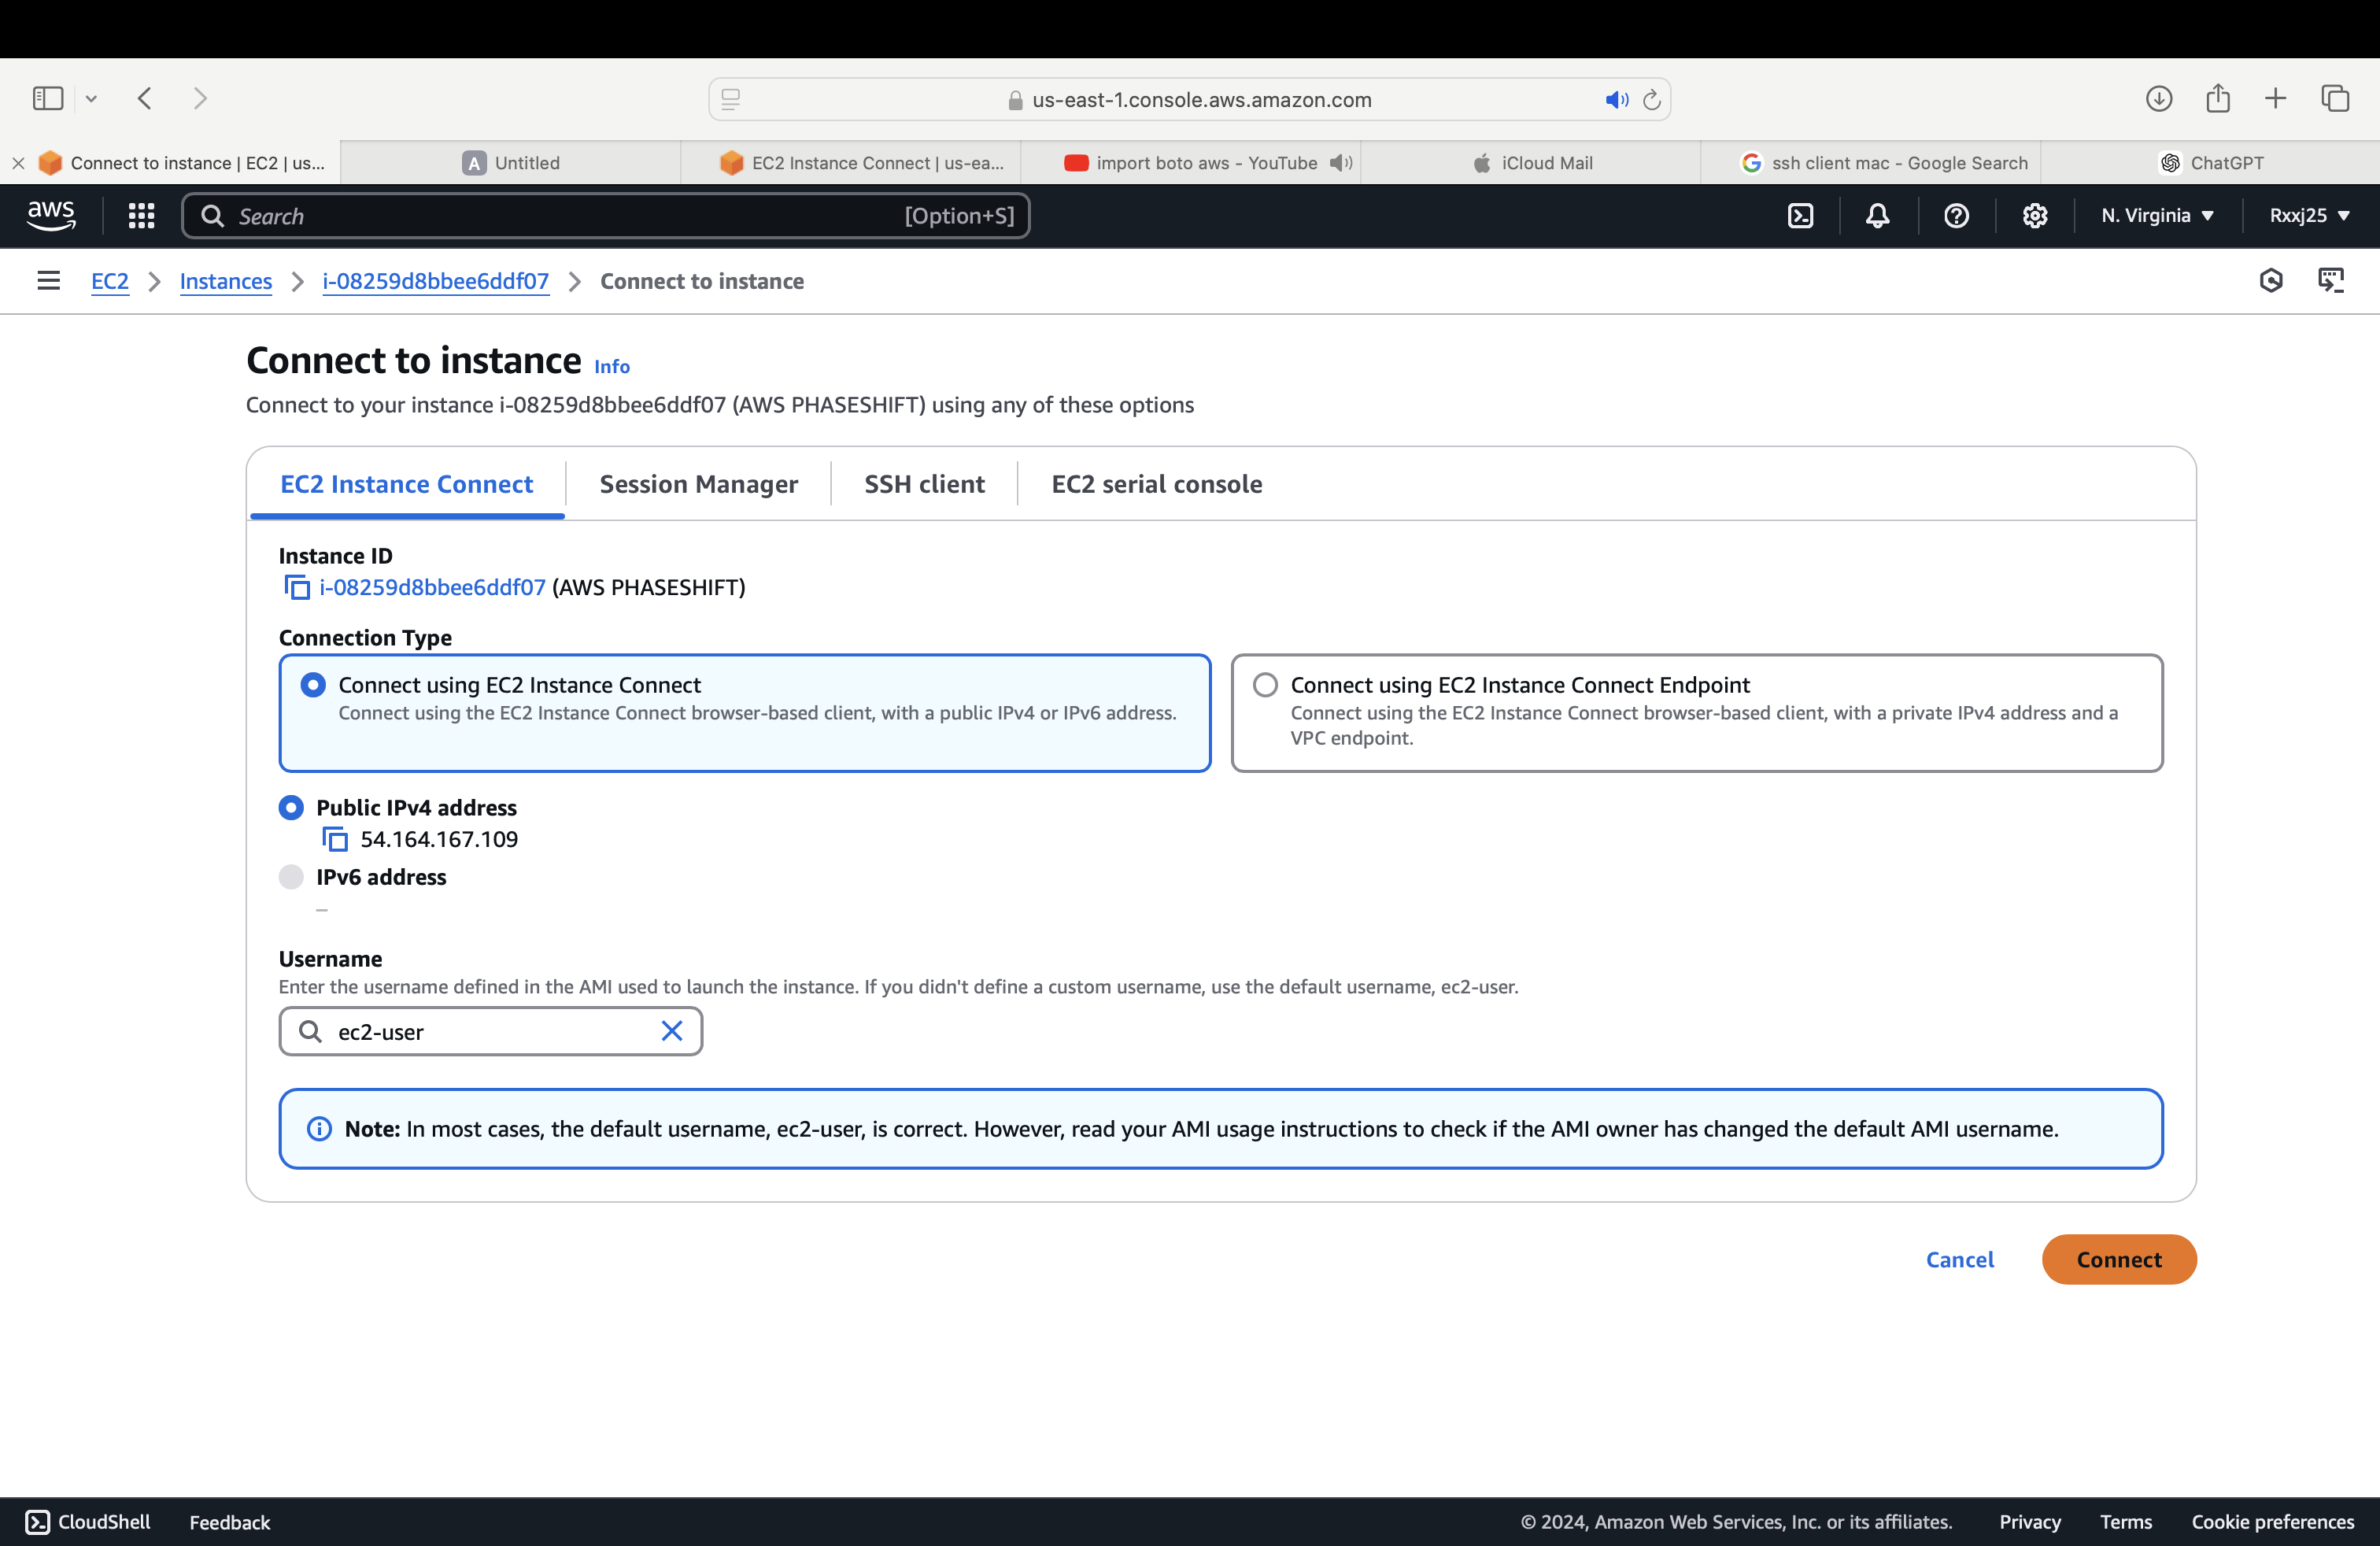 us-east-1.console.aws.amazon.com
Connect to instance | EC2 | us...
A Untitled
EC2 Instance Connect | us-ea...
import boto aws - YouTube
iCloud Mail
G ssh client mac - Google Search
ChatGPT
aws
Search [Option+S]
N. Virginia
Rxxj25
EC2 Instances i-08259d8bbee6ddf07 Connect to instance
Connect to instance Info
Connect to your instance i-08259d8bbee6ddf07 (AWS PHASESHIFT) using any of these options
EC2 Instance Connect Session Manager SSH client EC2 serial console
Instance ID
i-08259d8bbee6ddf07 (AWS PHASESHIFT)
Connection Type
Connect using EC2 Instance Connect
Connect using the EC2 Instance Connect browser-based client, with a public IPv4 or IPv6 address.
Connect using EC2 Instance Connect Endpoint
Connect using the EC2 Instance Connect browser-based client, with a private IPv4 address and a
VPC endpoint.
Public IPv4 address
54.164.167.109
IPv6 address
–
Username
Enter the username defined in the AMI used to launch the instance. If you didn't define a custom username, use the default username, ec2-user.
ec2-user
Note: In most cases, the default username, ec2-user, is correct. However, read your AMI usage instructions to check if the AMI owner has changed the default AMI username.
Cancel Connect
CloudShell Feedback
© 2024, Amazon Web Services, Inc. or its affiliates. Privacy Terms Cookie preferences